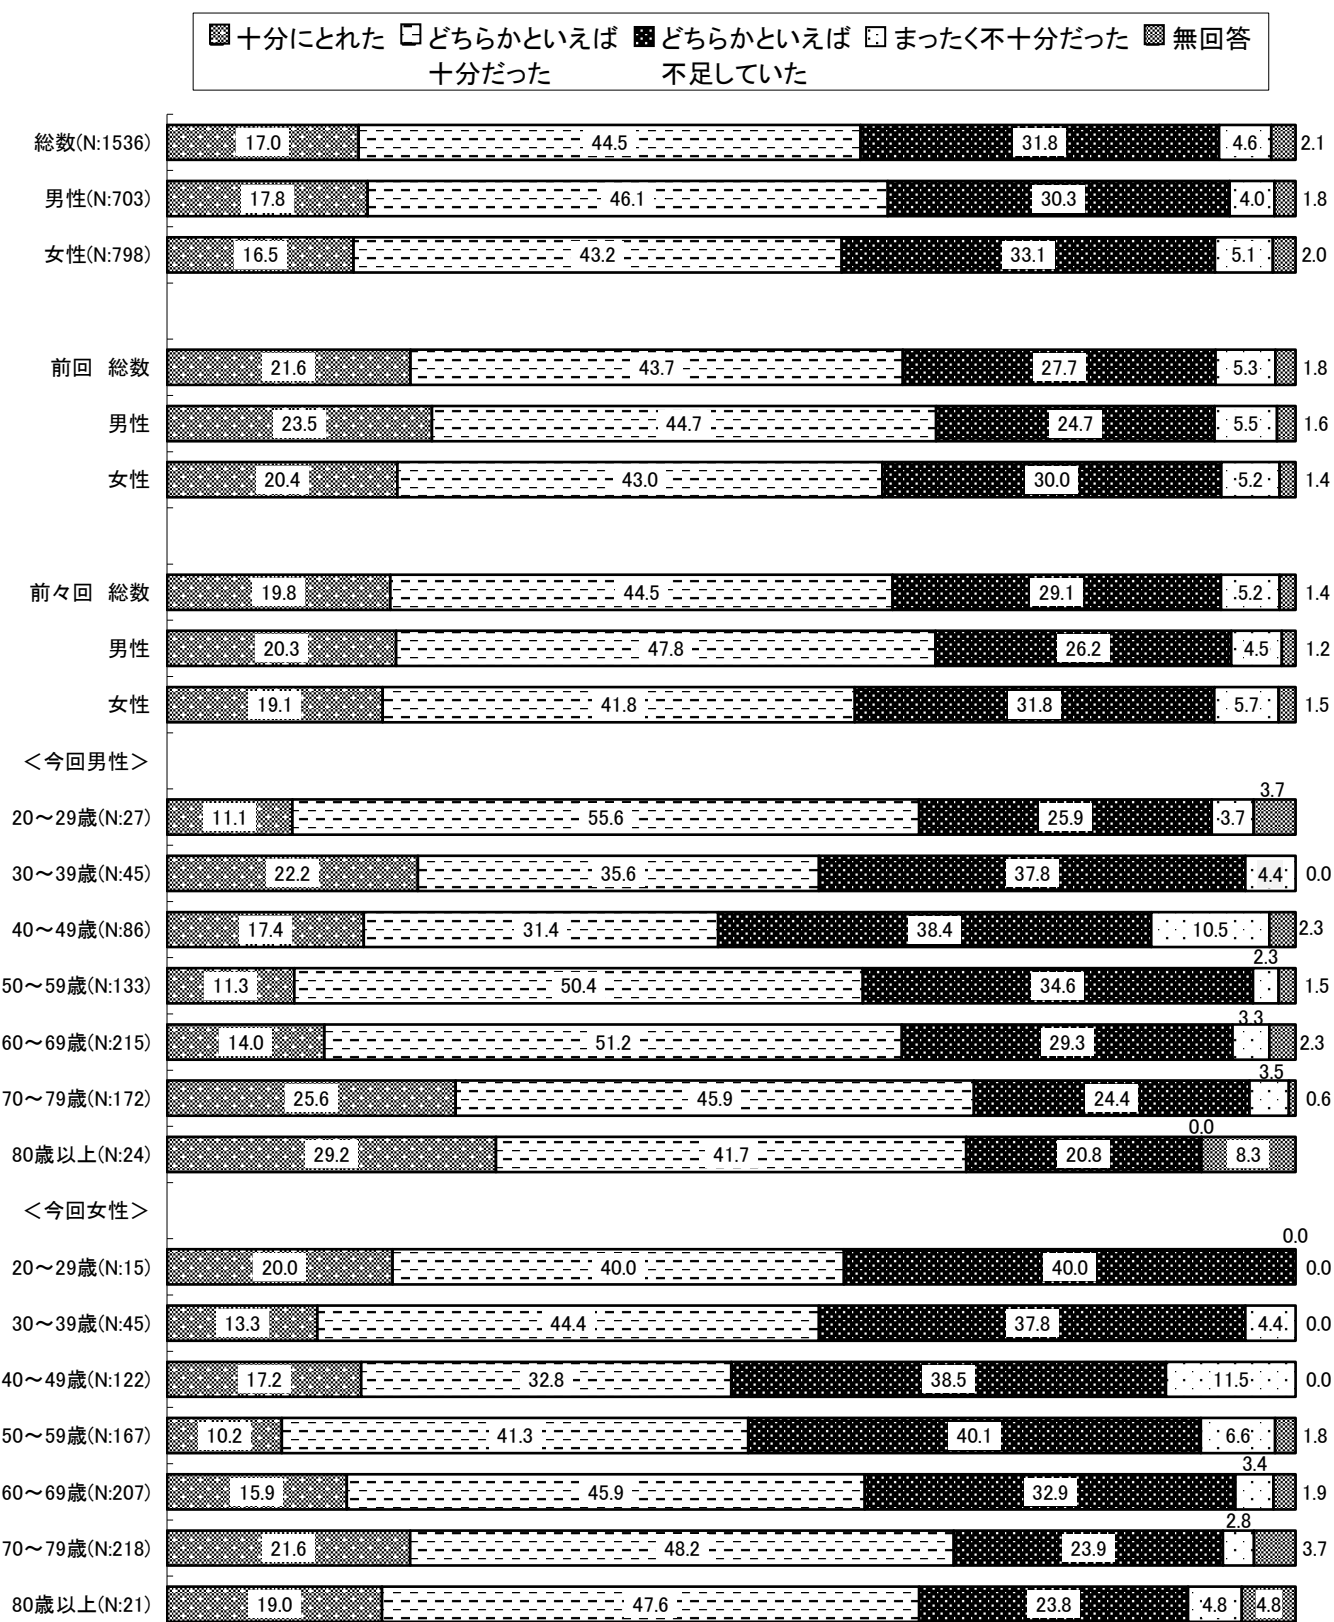 十分にとれた どちらかといえば どちらかといえば まったく不十分だった 無回答
十分だった 不足していた
総数(N:1536) 17.0 44.5 31.8 4.6 2.1
男性(N:703) 17.8 46.1 30.3 4.0 1.8
女性(N:798) 16.5 43.2 33.1 5.1 2.0
前回 総数 21.6 43.7 27.7 5.3 1.8
男性 23.5 44.7 24.7 5.5 1.6
女性 20.4 43.0 30.0 5.2 1.4
前々回 総数 19.8 44.5 29.1 5.2 1.4
男性 20.3 47.8 26.2 4.5 1.2
女性 19.1 41.8 31.8 5.7 1.5
＜今回男性＞
20～29歳(N:27) 11.1 55.6 25.9 3.7 3.7
30～39歳(N:45) 22.2 35.6 37.8 4.4 0.0
40～49歳(N:86) 17.4 31.4 38.4 10.5 2.3
50～59歳(N:133) 11.3 50.4 34.6 2.3 1.5
60～69歳(N:215) 14.0 51.2 29.3 3.3 2.3
70～79歳(N:172) 25.6 45.9 24.4 3.5 0.6
80歳以上(N:24) 29.2 41.7 20.8 0.0 8.3
＜今回女性＞
20～29歳(N:15) 20.0 40.0 40.0 0.0 0.0
30～39歳(N:45) 13.3 44.4 37.8 4.4 0.0
40～49歳(N:122) 17.2 32.8 38.5 11.5 0.0
50～59歳(N:167) 10.2 41.3 40.1 6.6 1.8
60～69歳(N:207) 15.9 45.9 32.9 3.4 1.9
70～79歳(N:218) 21.6 48.2 23.9 2.8 3.7
80歳以上(N:21) 19.0 47.6 23.8 4.8 4.8